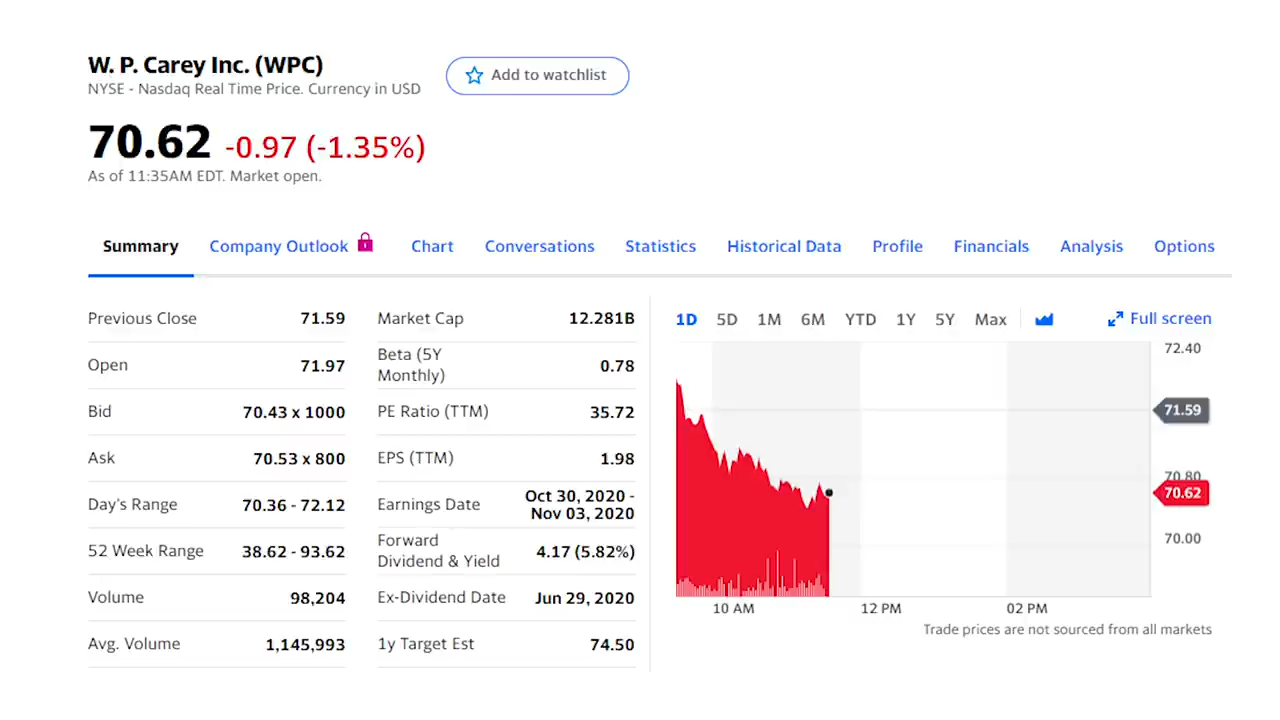 W. P. Carey Inc. (WPC)
Add to watchlist
NYSE - Nasdaq Real Time Price. Currency in USD
70.62 -0.97 (-1.35%)
As of 11:35AM EDT. Market open.
Summary Company Outlook Chart Conversations Statistics Historical Data Profile Financials Analysis Options
Previous Close 71.59
Open 71.97
Bid 70.43 x 1000
Ask 70.53 x 800
Day's Range 70.36 - 72.12
52 Week Range 38.62 - 93.62
Volume 98,204
Avg. Volume 1,145,993
Market Cap 12.281B
Beta (5Y
Monthly) 0.78
PE Ratio (TTM) 35.72
EPS (TTM) 1.98
Earnings Date Oct 30, 2020 -
Nov 03, 2020
Forward
Dividend & Yield 4.17 (5.82%)
Ex-Dividend Date Jun 29, 2020
1y Target Est 74.50
1D 5D 1M 6M YTD 1Y 5Y Max Full screen
72.40
71.59
70.80
70.62
70.00
10 AM 12 PM 02 PM
Trade prices are not sourced from all markets